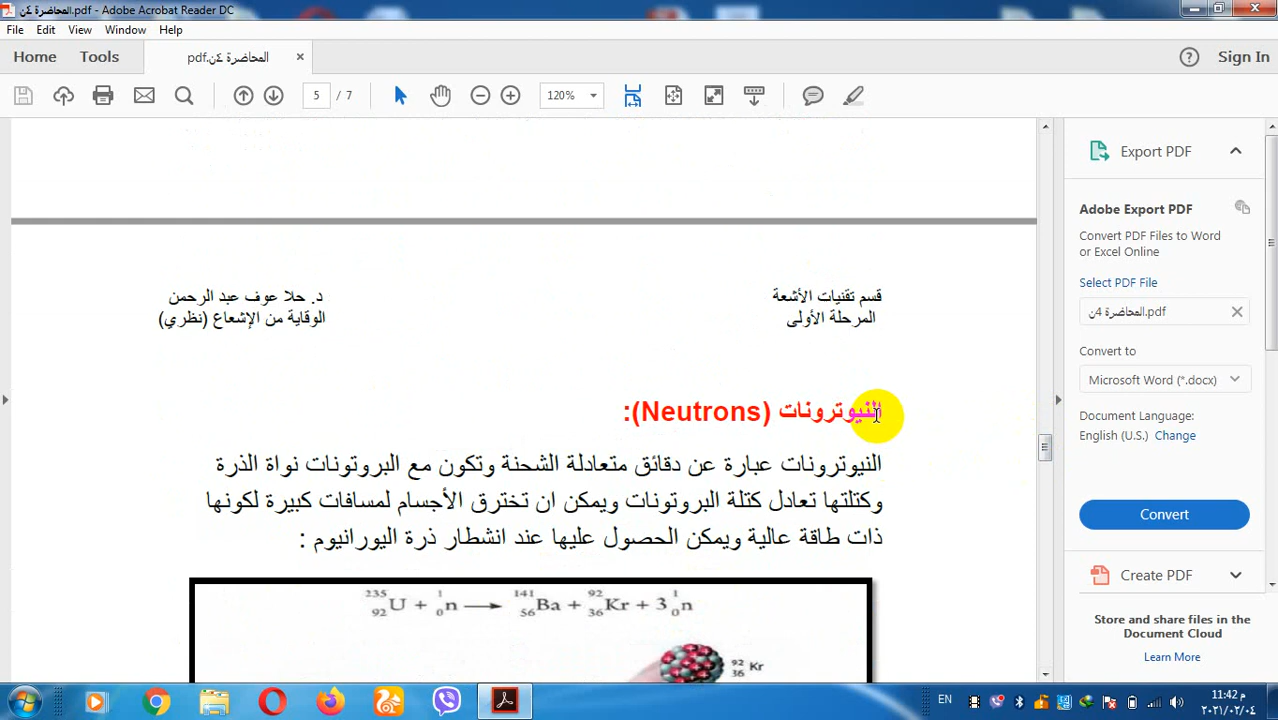 المحاضرة ٤ن.pdf - Adobe Acrobat Reader DC
File Edit View Window Help
Home Tools المحاضرة ٤ن.pdf × Sign In
5 / 7 120%
Export PDF
Adobe Export PDF
Convert PDF Files to Word
or Excel Online
Select PDF File
المحاضرة 4ن.pdf
Convert to
Microsoft Word (*.docx)
Document Language:
English (U.S.) Change
Convert
Create PDF
Store and share files in the
Document Cloud
Learn More
قسم تقنيات الأشعة
المرحلة الأولى
د. حلا عوف عبد الرحمن
الوقاية من الإشعاع (نظري)
النيوترونات (Neutrons):
النيوترونات عبارة عن دقائق متعادلة الشحنة وتكون مع البروتونات نواة الذرة
وكتلتها تعادل كتلة البروتونات ويمكن ان تخترق الأجسام لمسافات كبيرة لكونها
ذات طاقة عالية ويمكن الحصول عليها عند انشطار ذرة اليورانيوم :
²³⁵₉₂U + ¹₀n ⟶ ¹⁴¹₅₆Ba + ⁹²₃₆Kr + 3 ¹₀n
⁹²₃₆Kr
EN
11:42 م
٢٠٢١/٠٢/٠٤